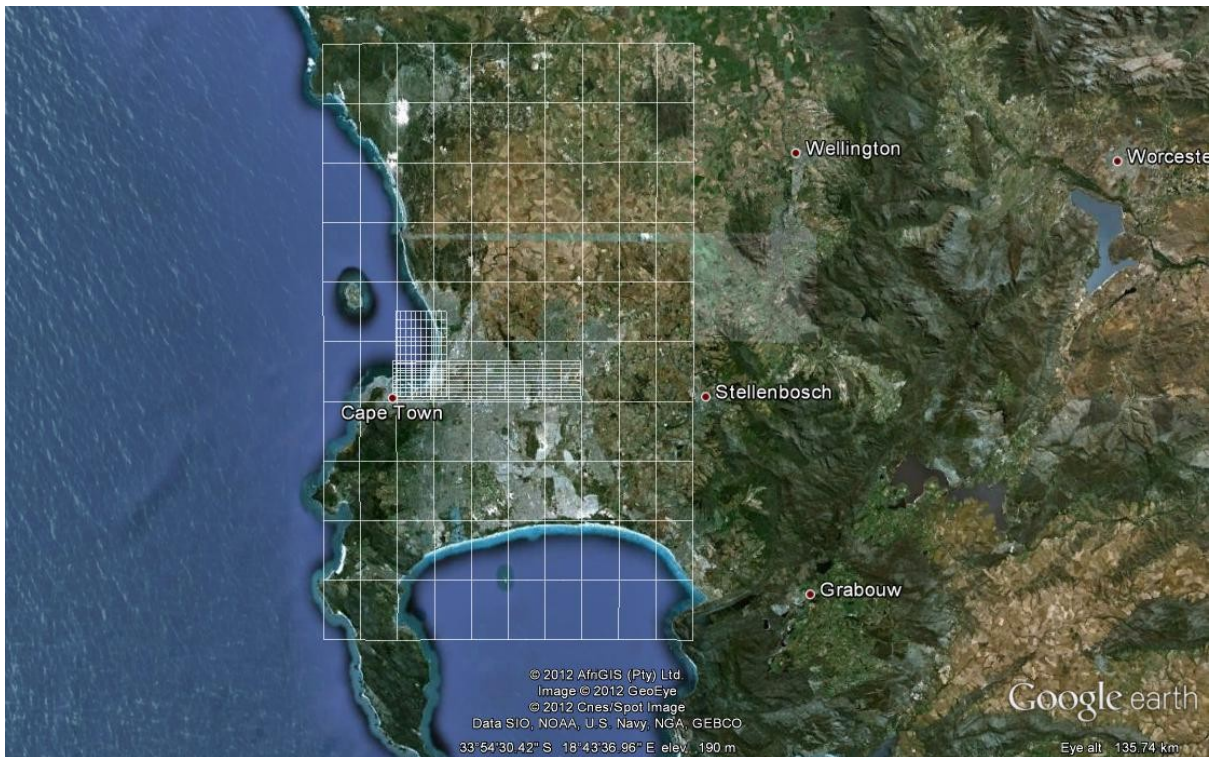 Wellington
Worceste
Stellenbosch
Cape Town
Grabouw
© 2012 AfriGIS (Pty) Ltd.
Image © 2012 GeoEye
© 2012 Cnes/Spot Image
Data SIO, NOAA, U.S. Navy, NGA, GEBCO
Google earth
33°54'30.42" S 18°43'36.96" E elev. 190 m
Eye alt 135.74 km